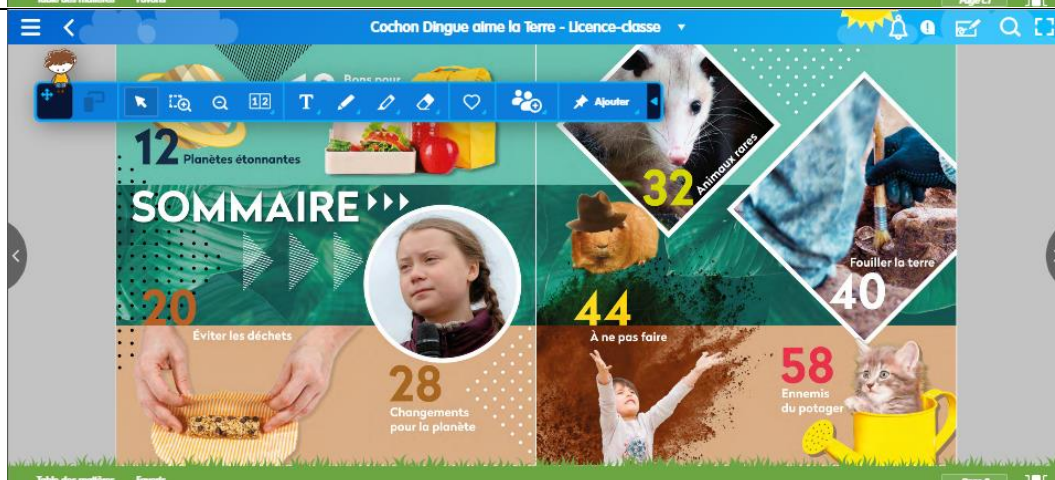 Cochon Dingue aime la Terre - Licence-classe
1 2
T
Ajouter
Bons pour
12 Planètes étonnantes
SOMMAIRE
20
Éviter les déchets
28
Changements
pour la planète
32
Animaux rares
Fouiller la terre
40
44
À ne pas faire
58
Ennemis
du potager